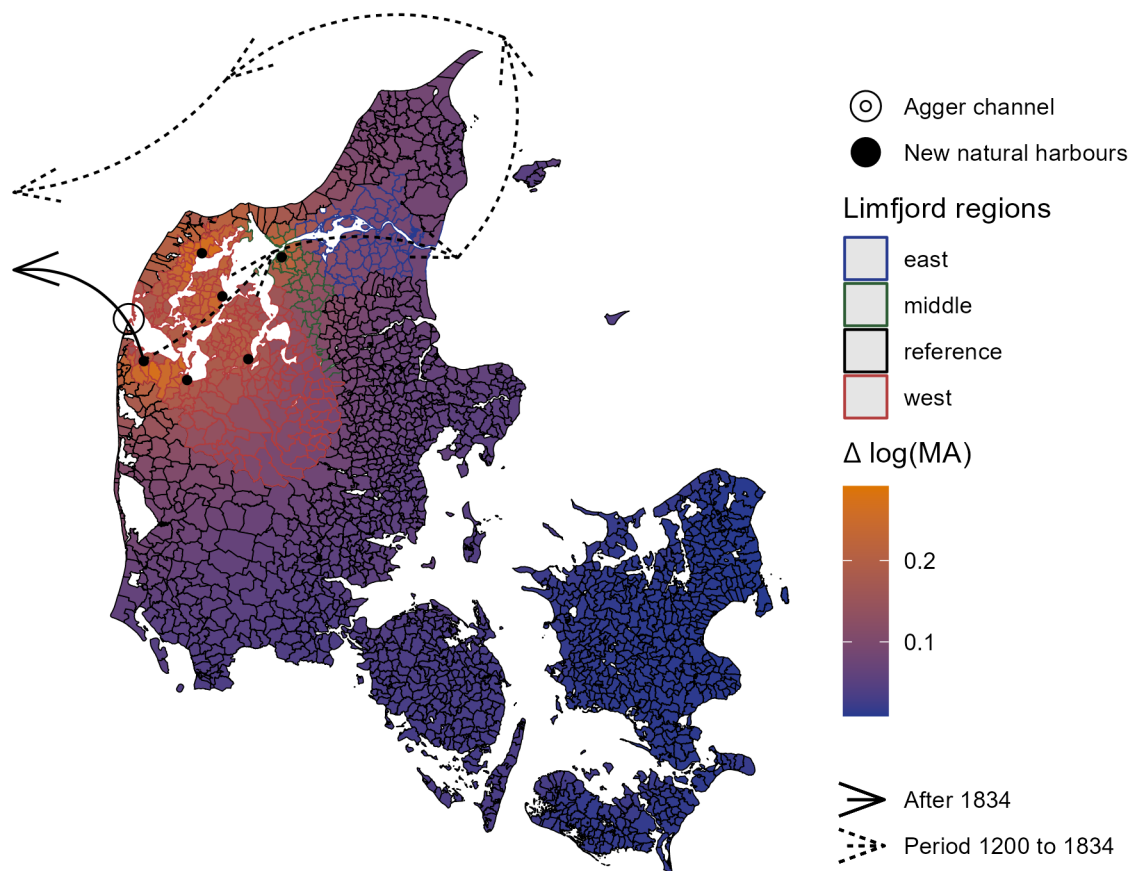 Agger channel
New natural harbours
Limfjord regions
east
middle
reference
west
Δ log(MA)
0.2
0.1
After 1834
Period 1200 to 1834